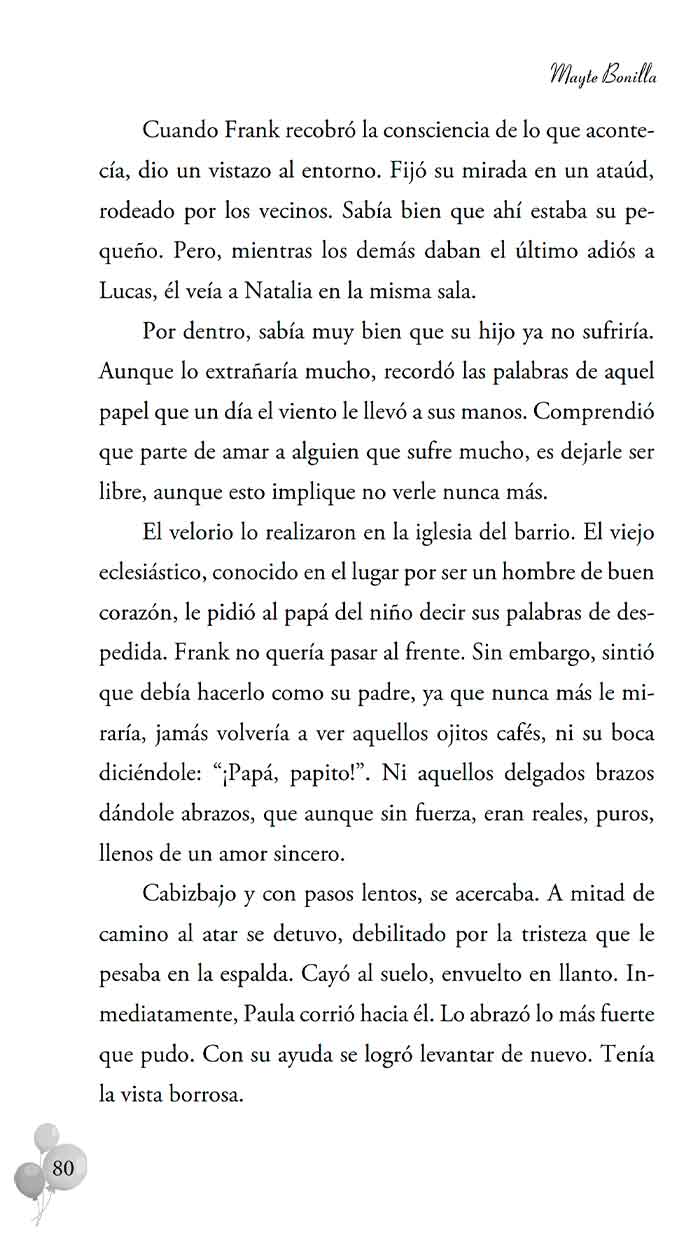 Mayte Bonilla
Cuando Frank recobró la consciencia de lo que aconte-
cía, dio un vistazo al entorno. Fijó su mirada en un ataúd,
rodeado por los vecinos. Sabía bien que ahí estaba su pe-
queño. Pero, mientras los demás daban el último adiós a
Lucas, él veía a Natalia en la misma sala.
Por dentro, sabía muy bien que su hijo ya no sufriría.
Aunque lo extrañaría mucho, recordó las palabras de aquel
papel que un día el viento le llevó a sus manos. Comprendió
que parte de amar a alguien que sufre mucho, es dejarle ser
libre, aunque esto implique no verle nunca más.
El velorio lo realizaron en la iglesia del barrio. El viejo
eclesiástico, conocido en el lugar por ser un hombre de buen
corazón, le pidió al papá del niño decir sus palabras de des-
pedida. Frank no quería pasar al frente. Sin embargo, sintió
que debía hacerlo como su padre, ya que nunca más le mi-
raría, jamás volvería a ver aquellos ojitos cafés, ni su boca
diciéndole: “¡Papá, papito!”. Ni aquellos delgados brazos
dándole abrazos, que aunque sin fuerza, eran reales, puros,
llenos de un amor sincero.
Cabizbajo y con pasos lentos, se acercaba. A mitad de
camino al atar se detuvo, debilitado por la tristeza que le
pesaba en la espalda. Cayó al suelo, envuelto en llanto. In-
mediatamente, Paula corrió hacia él. Lo abrazó lo más fuerte
que pudo. Con su ayuda se logró levantar de nuevo. Tenía
la vista borrosa.
80